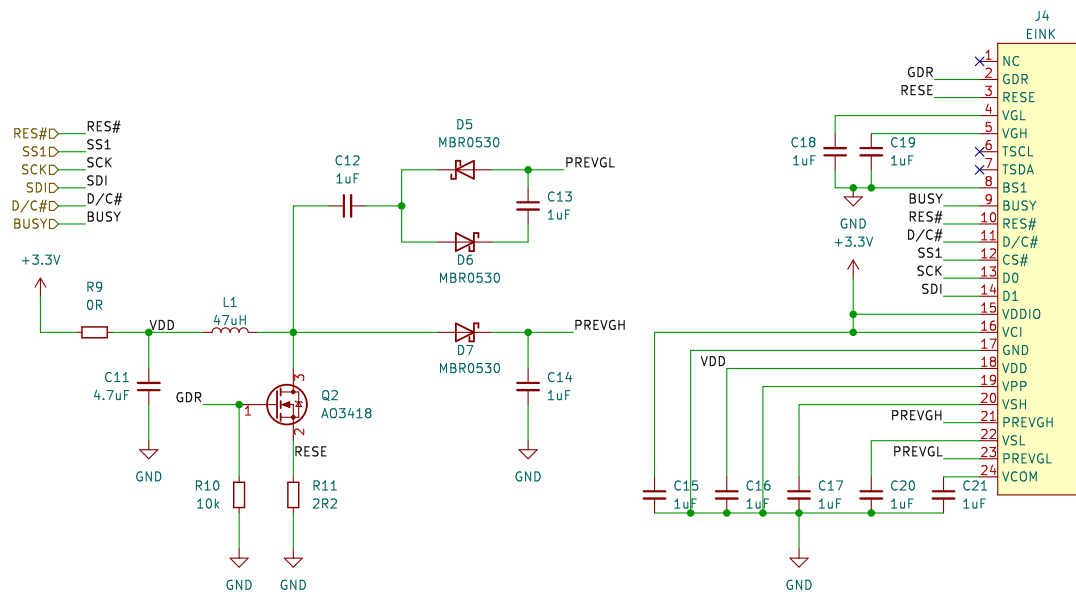 RES#
SS1
SCK
SDI
D/C#
BUSY
RES#
SS1
SCK
SDI
D/C#
BUSY
+3.3V
R9
0R
VDD
L1
47uH
C11
4.7uF
GND
GDR
1
3
2
Q2
AO3418
RESE
R10
10k
GND
R11
2R2
GND
C12
1uF
D5
MBR0530
PREVGL
C13
1uF
D6
MBR0530
D7
MBR0530
PREVGH
C14
1uF
GND
J4
EINK
1 NC
GDR 2 GDR
RESE 3 RESE
4 VGL
5 VGH
6 TSCL
7 TSDA
8 BS1
BUSY 9 BUSY
RES# 10 RES#
D/C# 11 D/C#
SS1 12 CS#
SCK 13 D0
SDI 14 D1
15 VDDIO
16 VCI
17 GND
VDD 18 VDD
19 VPP
20 VSH
PREVGH 21 PREVGH
22 VSL
PREVGL 23 PREVGL
24 VCOM
C18
1uF
C19
1uF
GND
+3.3V
C15
1uF
C16
1uF
C17
1uF
C20
1uF
C21
1uF
GND